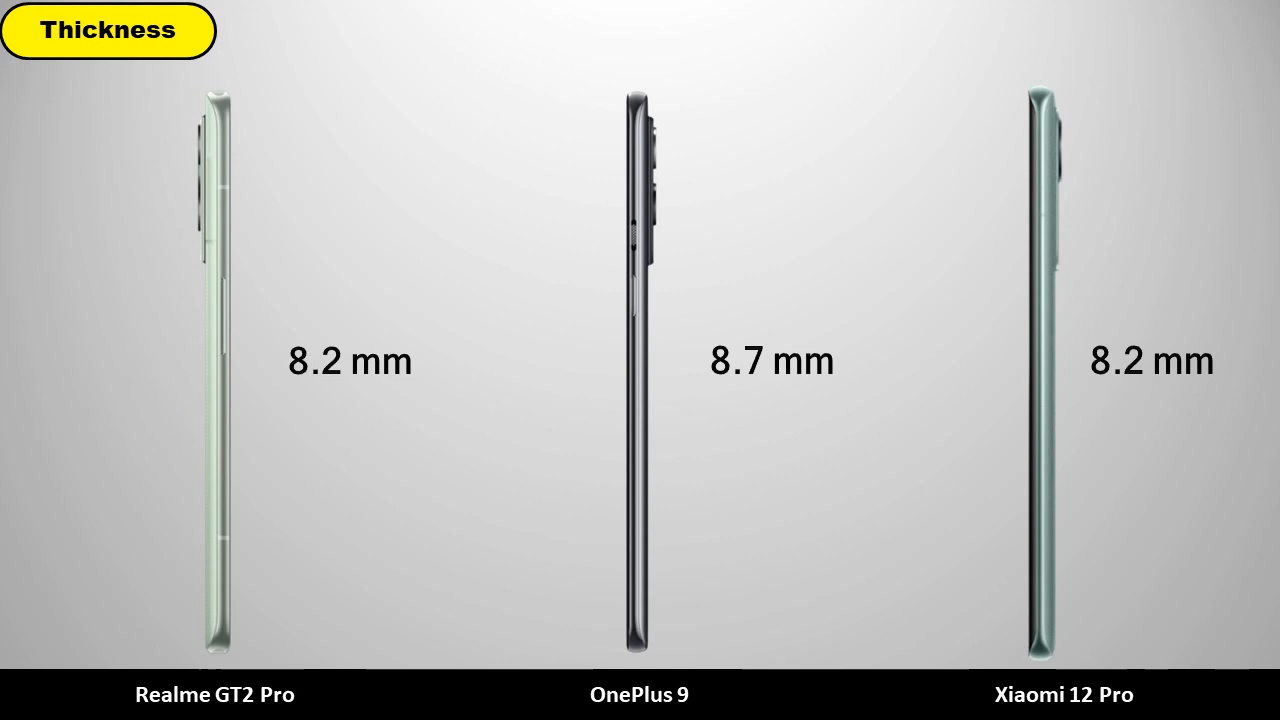 Thickness
8.2 mm
8.7 mm
8.2 mm
Realme GT2 Pro
OnePlus 9
Xiaomi 12 Pro